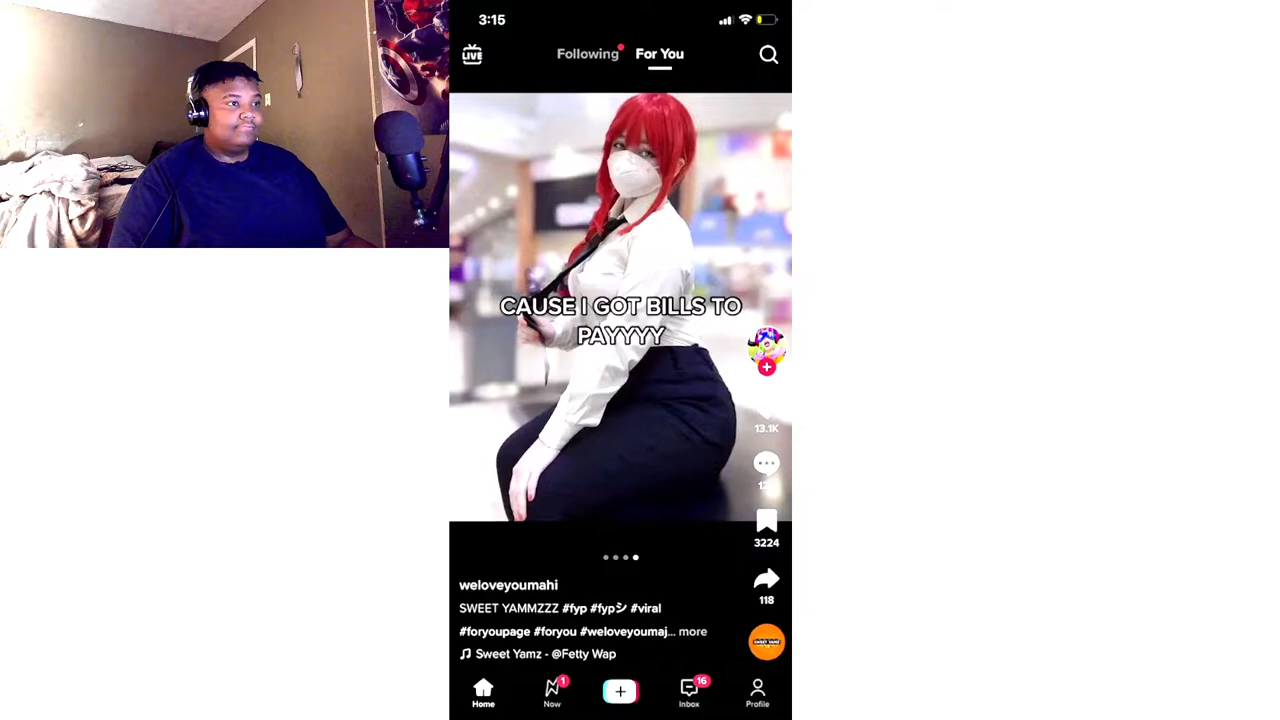 3:15
LIVE
Following
For You
CAUSE I GOT BILLS TO
PAYYYY
13.1K
3224
118
weloveyoumahi
SWEET YAMMZZZ #fyp #fypシ #viral
#foryoupage #foryou #weloveyoumaj... more
Sweet Yamz - @Fetty Wap
SWEET YAMZ
1
16
Home
Now
Inbox
Profile